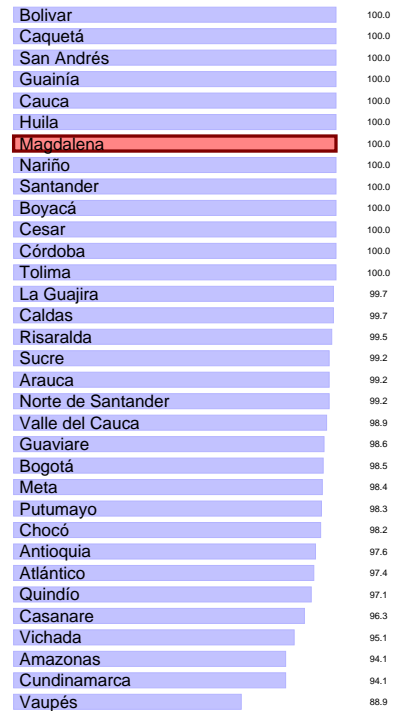 Bolivar 100.0
Caquetá 100.0
San Andrés 100.0
Guainía 100.0
Cauca 100.0
Huila 100.0
Magdalena 100.0
Nariño 100.0
Santander 100.0
Boyacá 100.0
Cesar 100.0
Córdoba 100.0
Tolima 100.0
La Guajira 99.7
Caldas 99.7
Risaralda 99.5
Sucre 99.2
Arauca 99.2
Norte de Santander 99.2
Valle del Cauca 98.9
Guaviare 98.6
Bogotá 98.5
Meta 98.4
Putumayo 98.3
Chocó 98.2
Antioquia 97.6
Atlántico 97.4
Quindío 97.1
Casanare 96.3
Vichada 95.1
Amazonas 94.1
Cundinamarca 94.1
Vaupés 88.9